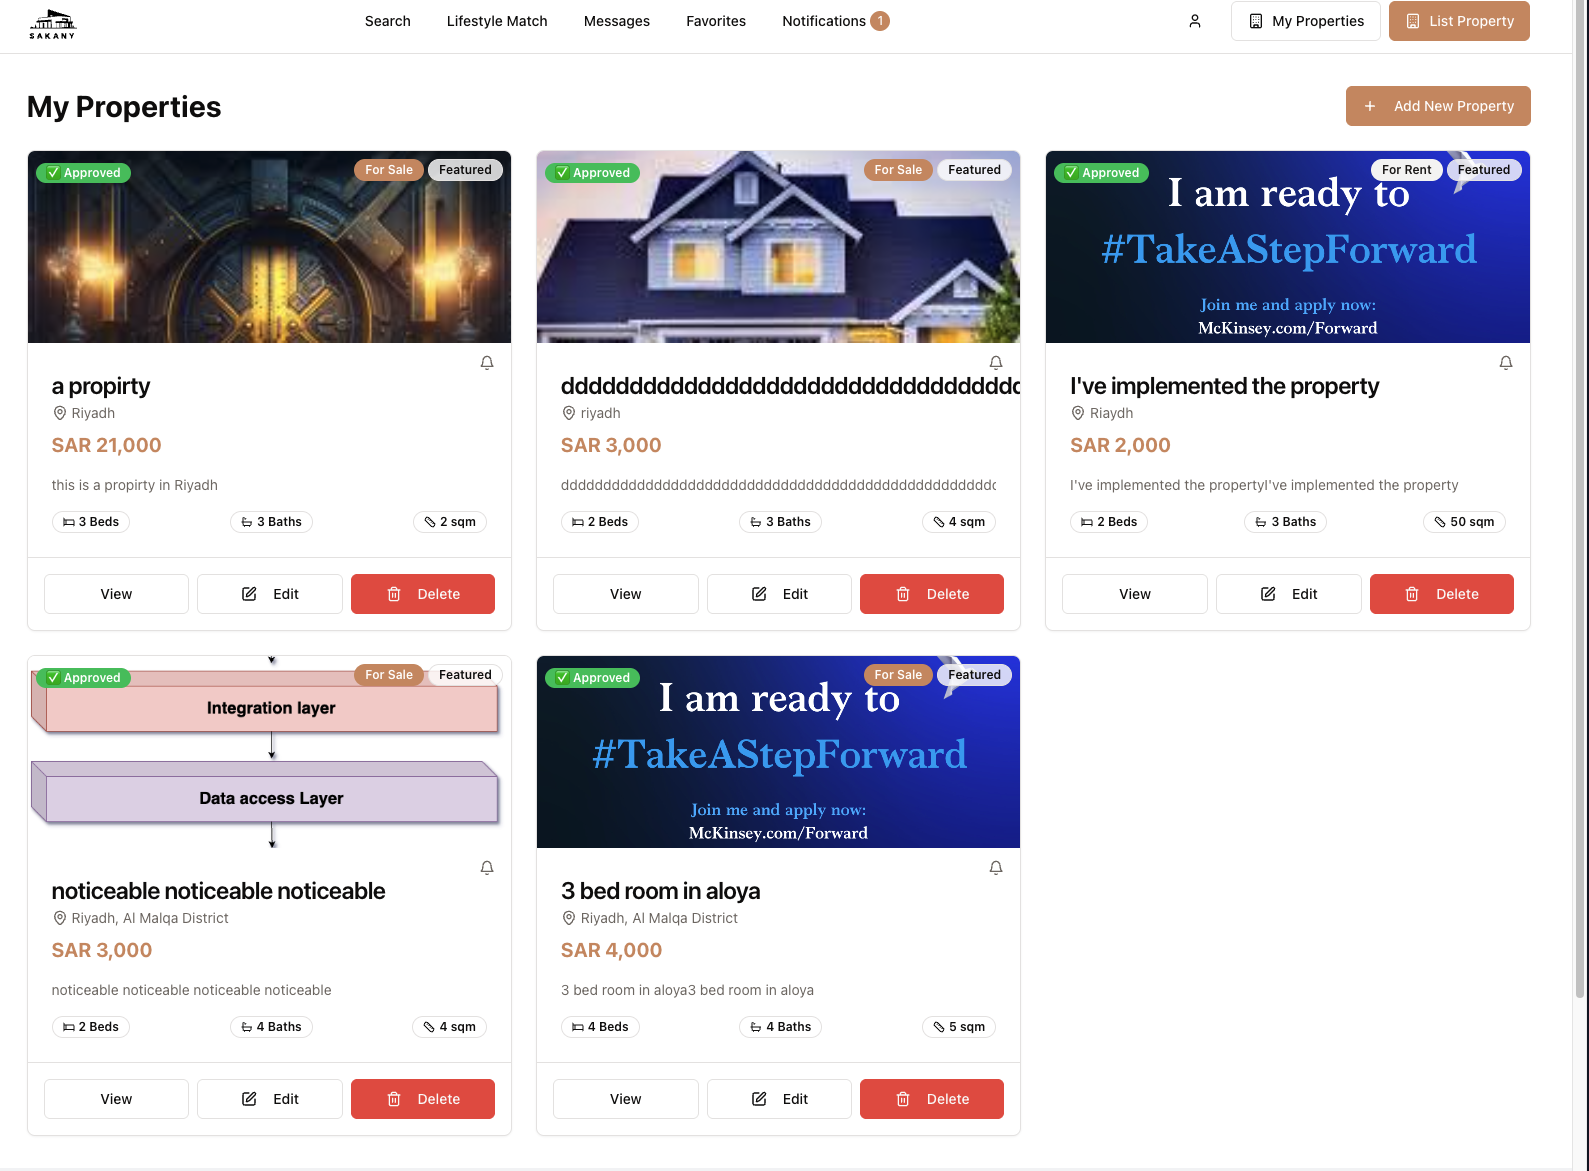 SAKANY
Search
Lifestyle Match
Messages
Favorites
Notifications 1
My Properties
List Property
My Properties
Add New Property
Approved
For Sale
Featured
a propirty
Riyadh
SAR 21,000
this is a propirty in Riyadh
3 Beds
3 Baths
2 sqm
View
Edit
Delete
Approved
For Sale
Featured
riyadh
SAR 3,000
2 Beds
3 Baths
4 sqm
View
Edit
Delete
Approved
For Rent
Featured
I am ready to
#TakeAStepForward
Join me and apply now:
McKinsey.com/Forward
I've implemented the property
Riaydh
SAR 2,000
I've implemented the propertyI've implemented the property
2 Beds
3 Baths
50 sqm
View
Edit
Delete
Approved
For Sale
Featured
Integration layer
Data access Layer
noticeable noticeable noticeable
Riyadh, Al Malqa District
SAR 3,000
noticeable noticeable noticeable noticeable
2 Beds
4 Baths
4 sqm
View
Edit
Delete
Approved
For Sale
Featured
I am ready to
#TakeAStepForward
Join me and apply now:
McKinsey.com/Forward
3 bed room in aloya
Riyadh, Al Malqa District
SAR 4,000
3 bed room in aloya3 bed room in aloya
4 Beds
4 Baths
5 sqm
View
Edit
Delete